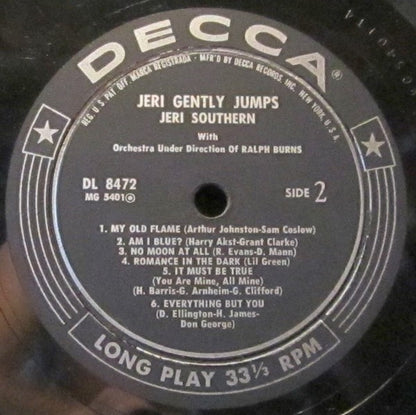 DECCA®
REG. U S PAT OFF. MARCA REGISTRADA • MF'D BY DECCA RECORDS, INC., NEW YORK, U.S.A.
JERI GENTLY JUMPS
JERI SOUTHERN
With
Orchestra Under Direction Of RALPH BURNS
DL 8472
MG 5401
SIDE 2
1. MY OLD FLAME (Arthur Johnston-Sam Coslow)
2. AM I BLUE? (Harry Akst-Grant Clarke)
3. NO MOON AT ALL (R. Evans-D. Mann)
4. ROMANCE IN THE DARK (Lil Green)
5. IT MUST BE TRUE
(You Are Mine, All Mine)
(H. Barris-G. Arnheim-G. Clifford)
6. EVERYTHING BUT YOU
(D. Ellington-H. James-
Don George)
LONG PLAY 33⅓ RPM